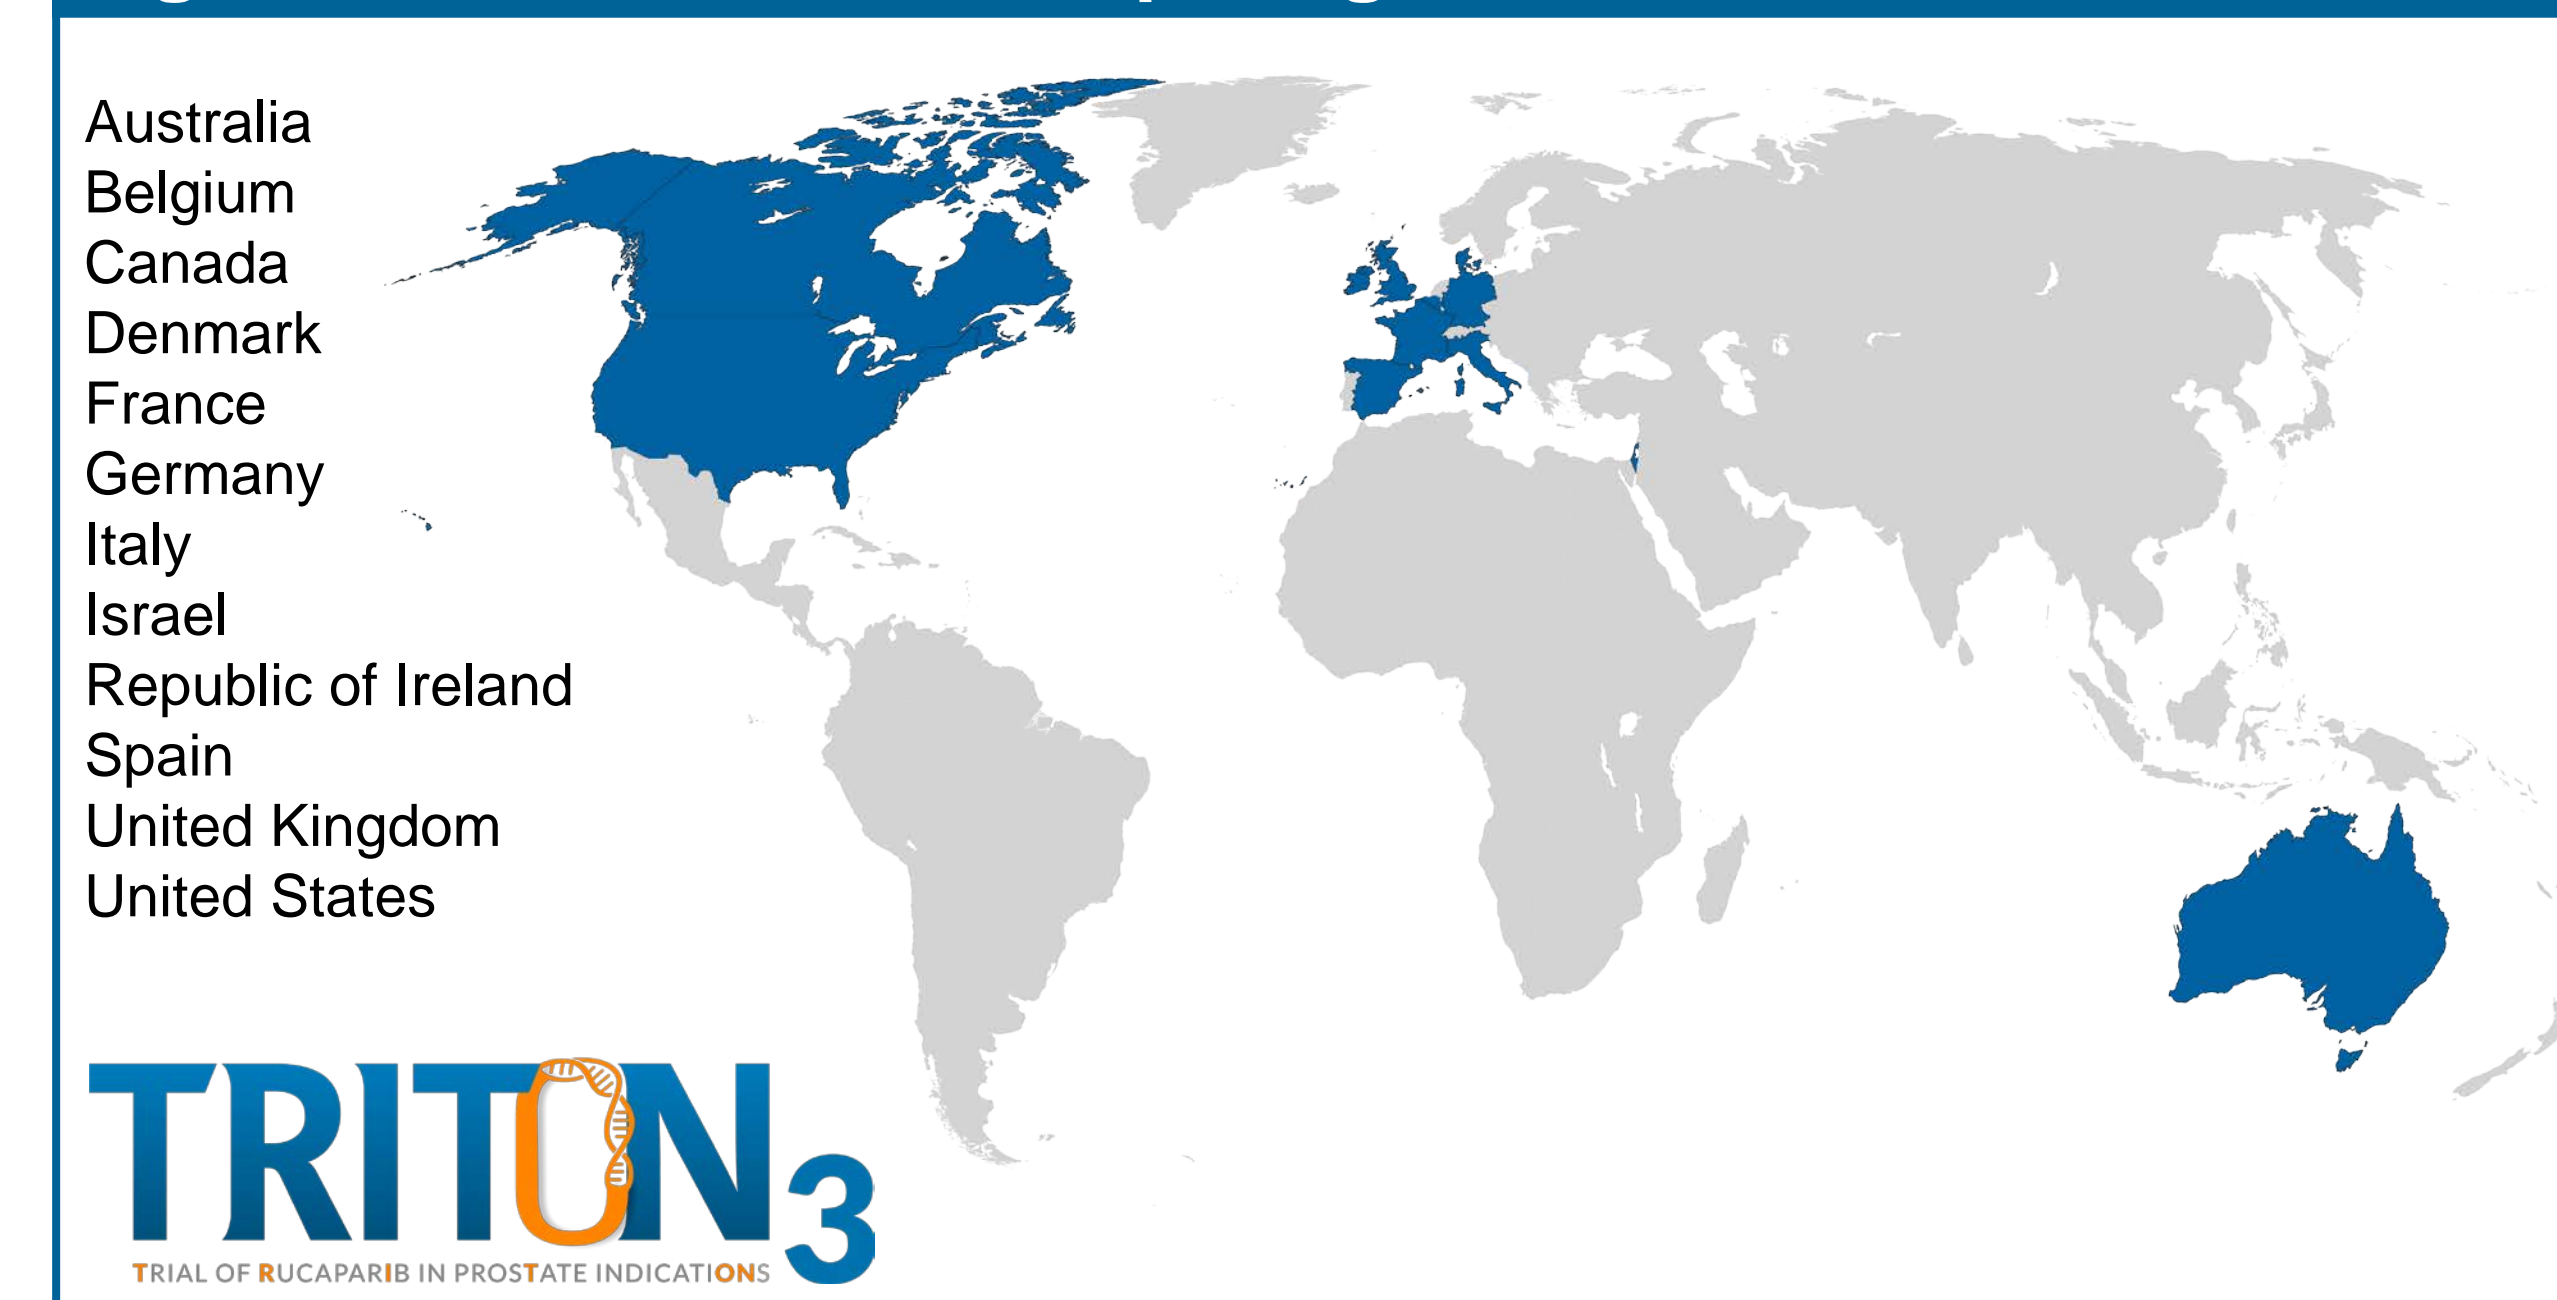 Australia
Belgium
Canada
Denmark
France
Germany
Italy
Israel
Republic of Ireland
Spain
United Kingdom
United States
TRITON3
TRIAL OF RUCAPARIB IN PROSTATE INDICATIONS